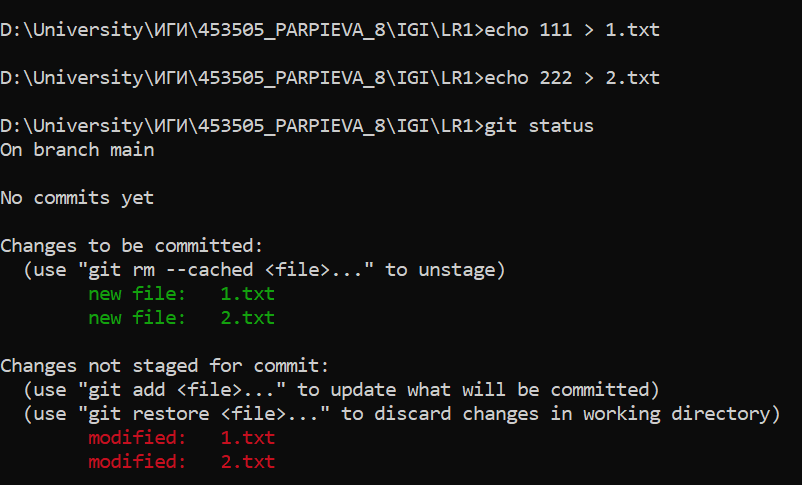 D:\University\ИГИ\453505_PARPIEVA_8\IGI\LR1>echo 111 > 1.txt
D:\University\ИГИ\453505_PARPIEVA_8\IGI\LR1>echo 222 > 2.txt
D:\University\ИГИ\453505_PARPIEVA_8\IGI\LR1>git status
On branch main
No commits yet
Changes to be committed:
  (use "git rm --cached <file>..." to unstage)
        new file:   1.txt
        new file:   2.txt
Changes not staged for commit:
  (use "git add <file>..." to update what will be committed)
  (use "git restore <file>..." to discard changes in working directory)
        modified:   1.txt
        modified:   2.txt